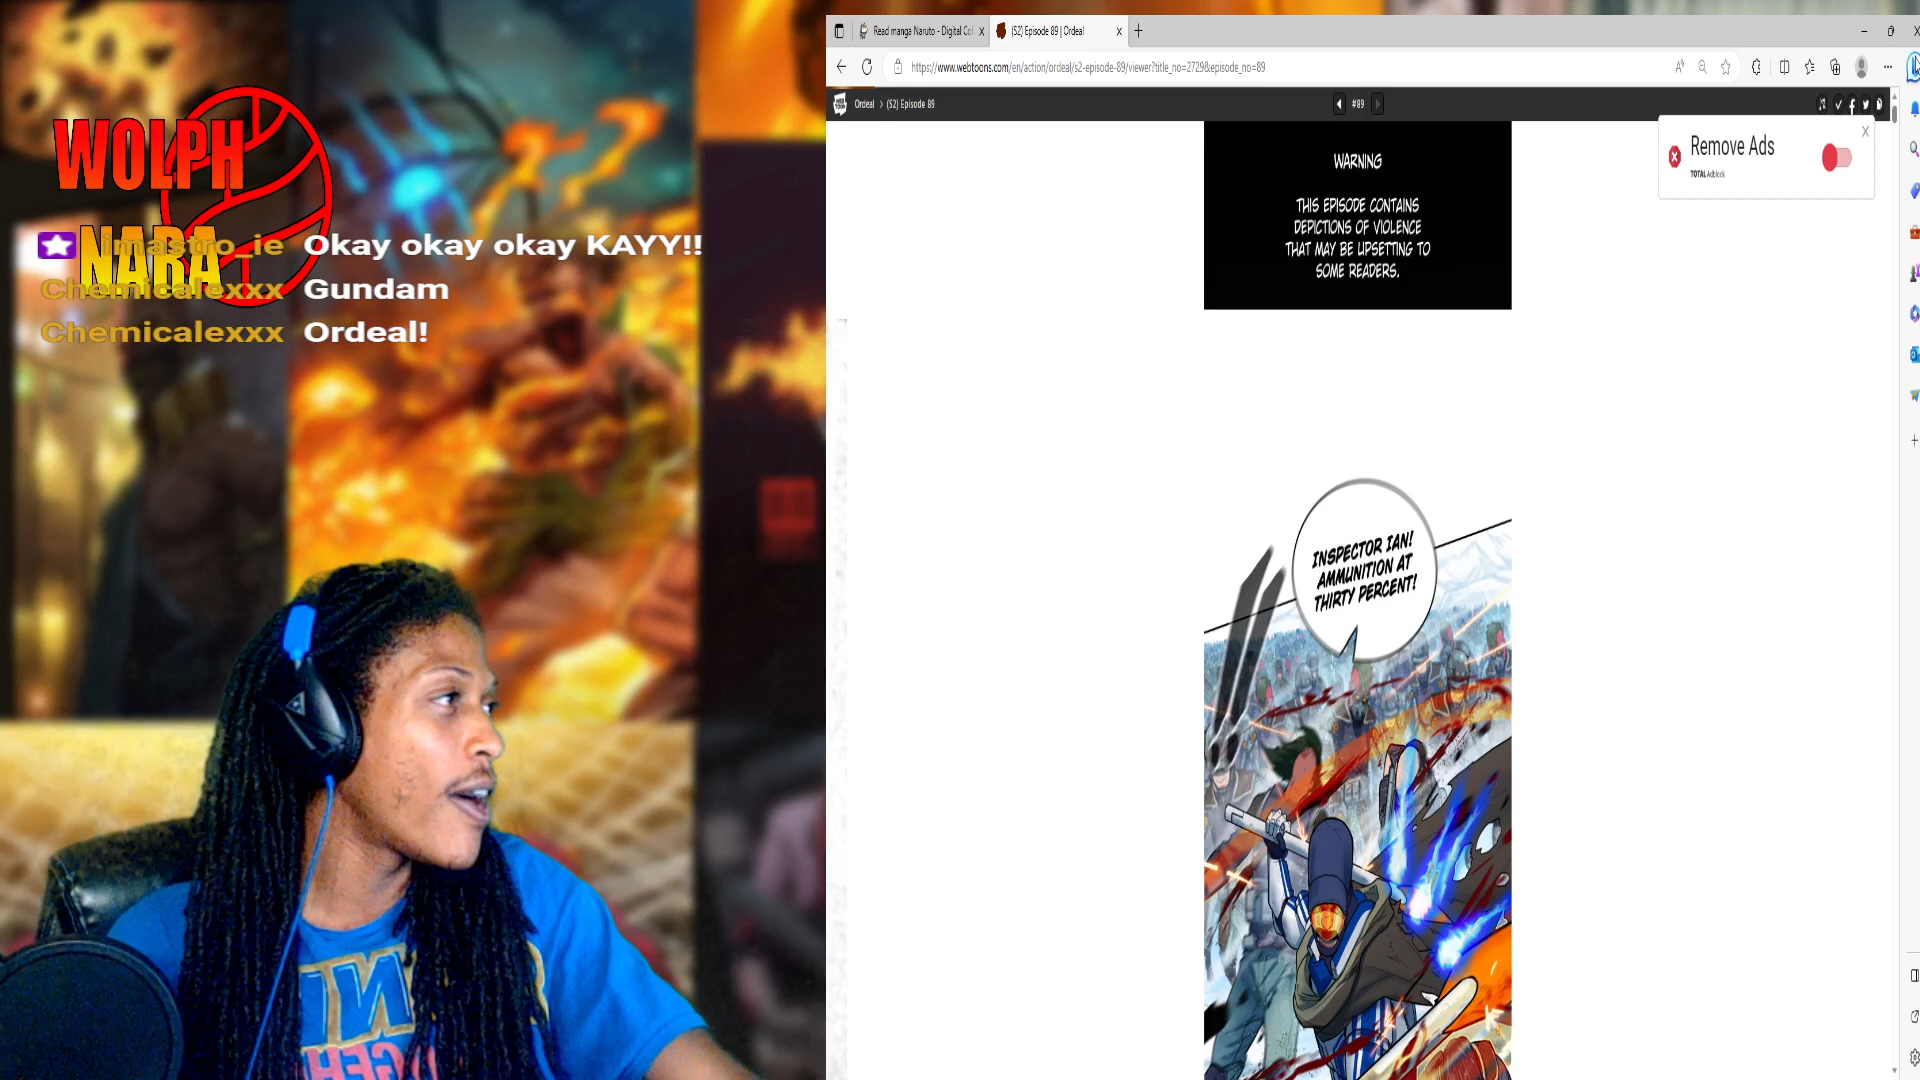 WOLPH
NARA
imastro_ie Okay okay okay KAYY!!
Chemicalexxx Gundam
Chemicalexxx Ordeal!
Read manga Naruto - Digital Col
(S2) Episode 89 | Ordeal
https://www.webtoons.com/en/action/ordeal/s2-episode-89/viewer?title_no=2729&episode_no=89
Ordeal > (S2) Episode 89
#89
Remove Ads
TOTAL Adblock
WARNING
THIS EPISODE CONTAINS
DEPICTIONS OF VIOLENCE
THAT MAY BE UPSETTING TO
SOME READERS.
INSPECTOR IAN!
AMMUNITION AT
THIRTY PERCENT!